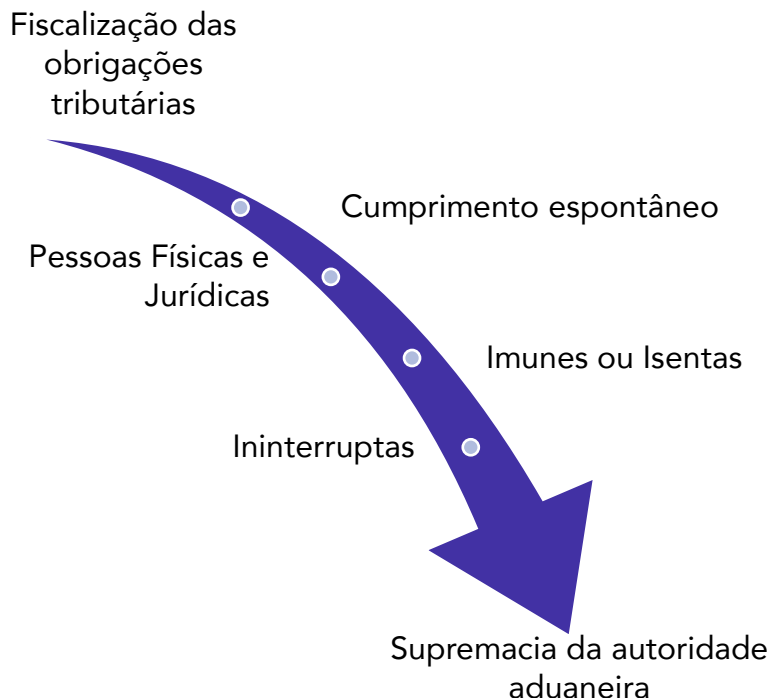 Fiscalização das
obrigações
tributárias
Cumprimento espontâneo
Pessoas Físicas e
Jurídicas
Imunes ou Isentas
Ininterruptas
Supremacia da autoridade
aduaneira